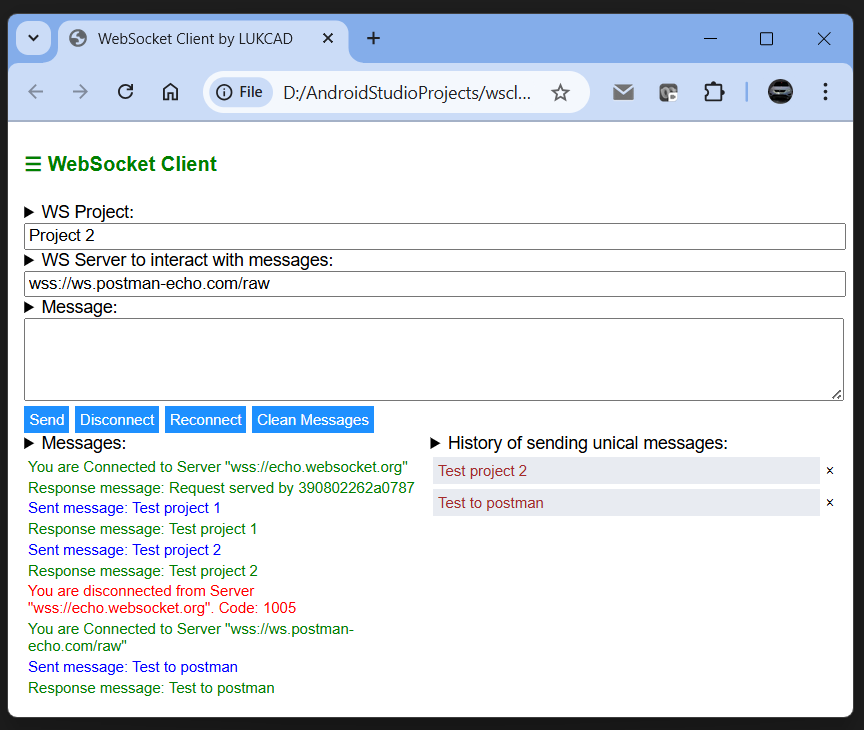 WebSocket Client by LUKCAD
File D:/AndroidStudioProjects/wscl...
☰ WebSocket Client
WS Project:
Project 2
WS Server to interact with messages:
wss://ws.postman-echo.com/raw
Message:
Send Disconnect Reconnect Clean Messages
Messages:
You are Connected to Server "wss://echo.websocket.org"
Response message: Request served by 390802262a0787
Sent message: Test project 1
Response message: Test project 1
Sent message: Test project 2
Response message: Test project 2
You are disconnected from Server
"wss://echo.websocket.org". Code: 1005
You are Connected to Server "wss://ws.postman-
echo.com/raw"
Sent message: Test to postman
Response message: Test to postman
History of sending unical messages:
Test project 2 ×
Test to postman ×